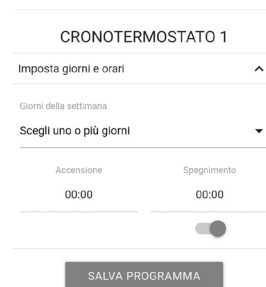 CRONOTERMOSTATO 1
Imposta giorni e orari
Giorni della settimana
Scegli uno o più giorni
Accensione Spegnimento
00:00 00:00
SALVA PROGRAMMA